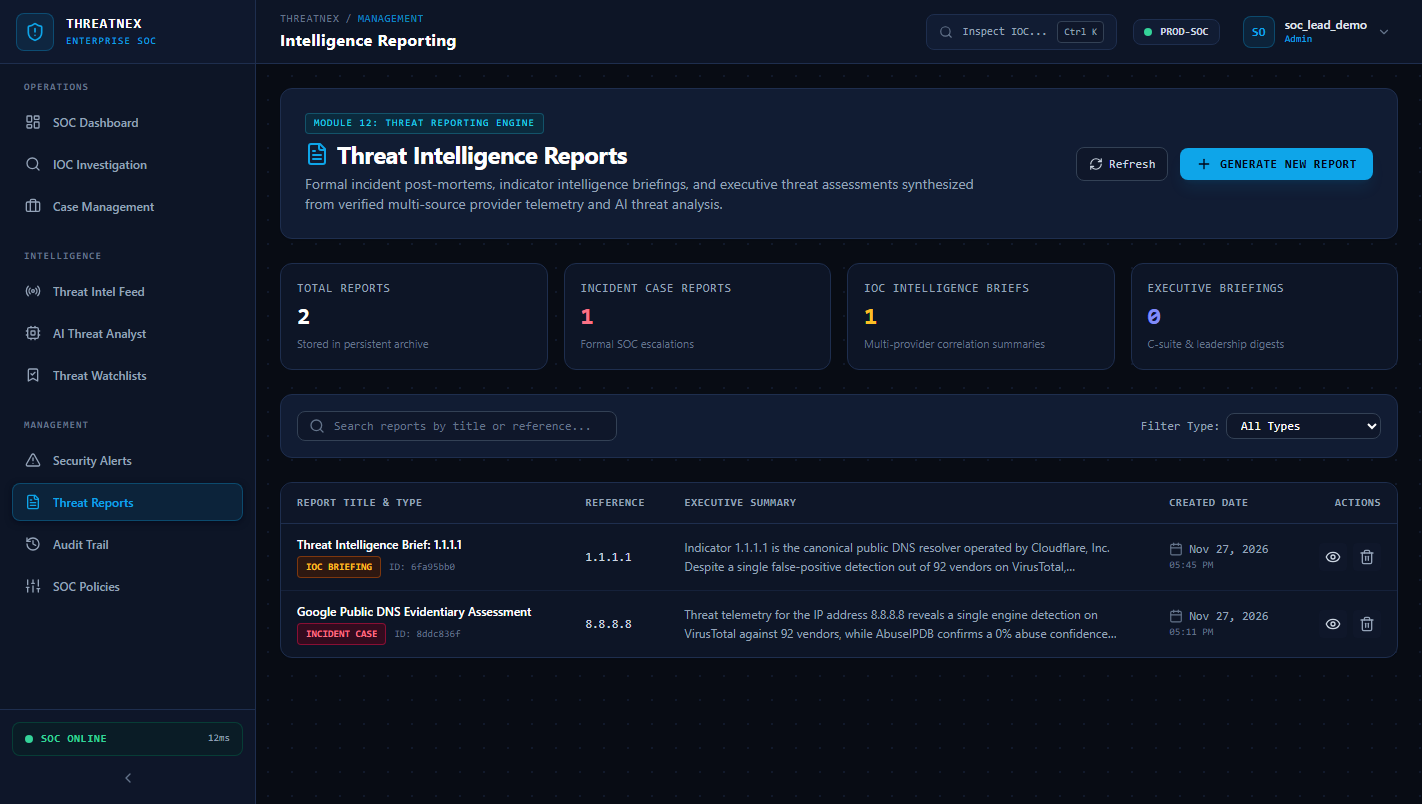 THREATNEX
ENTERPRISE SOC
OPERATIONS
SOC Dashboard
IOC Investigation
Case Management
INTELLIGENCE
Threat Intel Feed
AI Threat Analyst
Threat Watchlists
MANAGEMENT
Security Alerts
Threat Reports
Audit Trail
SOC Policies
SOC ONLINE 12ms
THREATNEX / MANAGEMENT
Intelligence Reporting
Inspect IOC... Ctrl K
PROD-SOC
SO
soc_lead_demo
Admin
MODULE 12: THREAT REPORTING ENGINE
Threat Intelligence Reports
Formal incident post-mortems, indicator intelligence briefings, and executive threat assessments synthesized
from verified multi-source provider telemetry and AI threat analysis.
Refresh
GENERATE NEW REPORT
TOTAL REPORTS
2
Stored in persistent archive
INCIDENT CASE REPORTS
1
Formal SOC escalations
IOC INTELLIGENCE BRIEFS
1
Multi-provider correlation summaries
EXECUTIVE BRIEFINGS
0
C-suite & leadership digests
Search reports by title or reference...
Filter Type: All Types
REPORT TITLE & TYPE REFERENCE EXECUTIVE SUMMARY CREATED DATE ACTIONS
Threat Intelligence Brief: 1.1.1.1
IOC BRIEFING ID: 6fa95bb0
1.1.1.1
Indicator 1.1.1.1 is the canonical public DNS resolver operated by Cloudflare, Inc.
Despite a single false-positive detection out of 92 vendors on VirusTotal,...
Nov 27, 2026
05:45 PM
Google Public DNS Evidentiary Assessment
INCIDENT CASE ID: 8ddc836f
8.8.8.8
Threat telemetry for the IP address 8.8.8.8 reveals a single engine detection on
VirusTotal against 92 vendors, while AbuseIPDB confirms a 0% abuse confidence...
Nov 27, 2026
05:11 PM